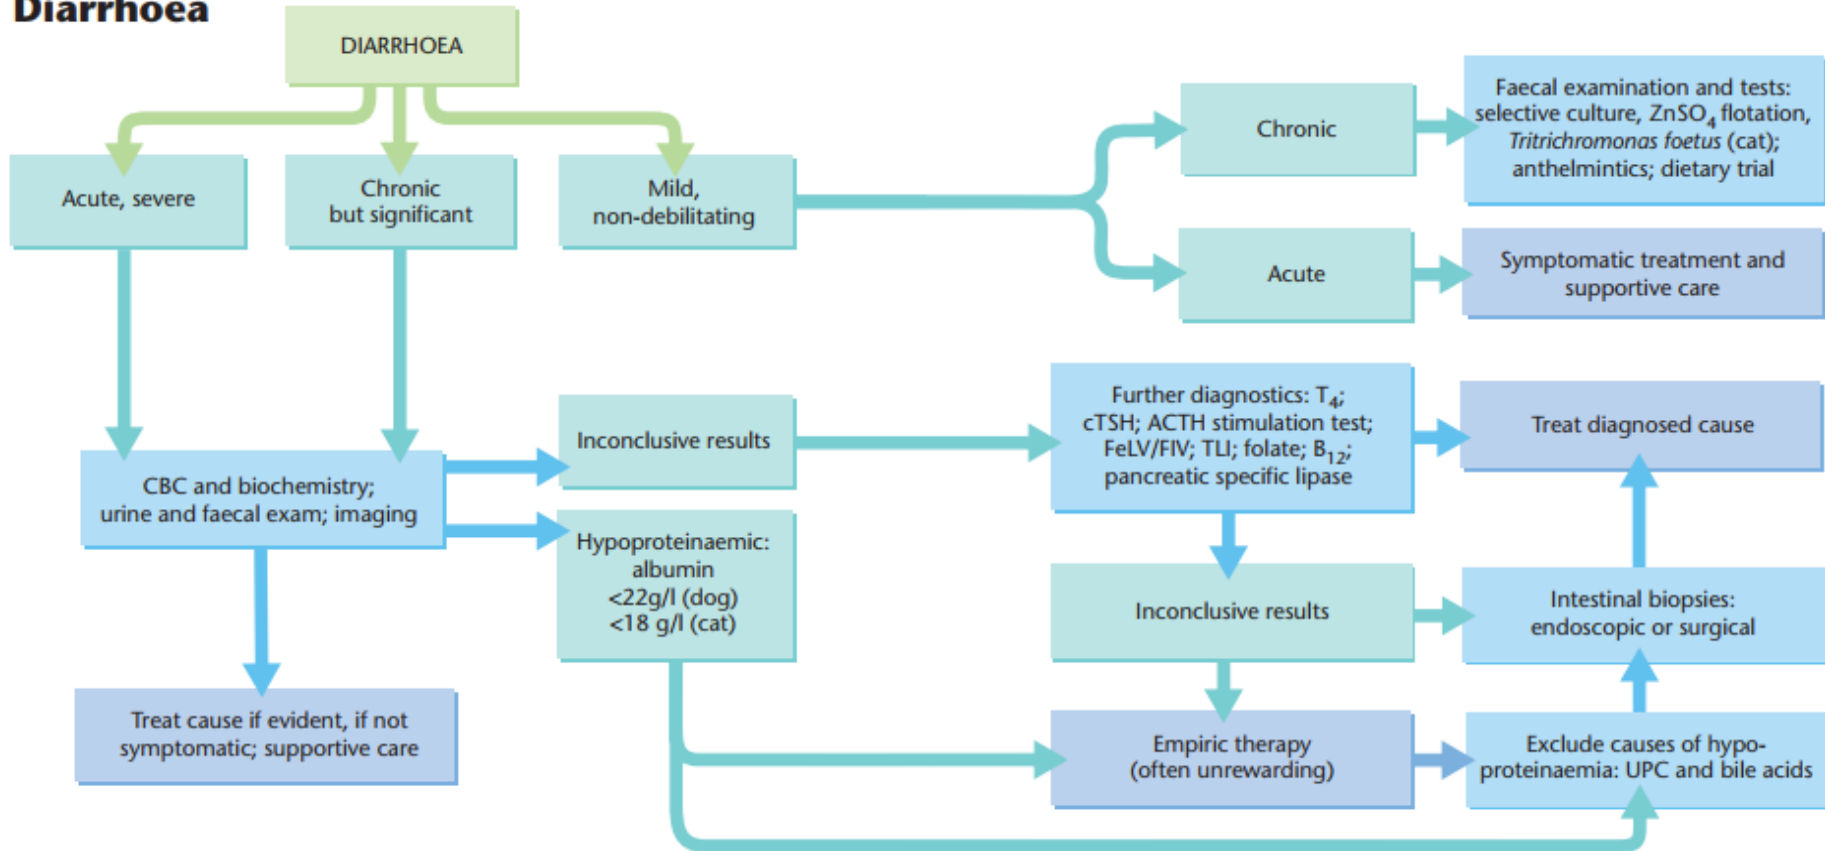 Diarrhoea
DIARRHOEA
Acute, severe
Chronic
but significant
Mild,
non-debilitating
Chronic
Faecal examination and tests:
selective culture, ZnSO4 flotation,
Tritrichromonas foetus (cat);
anthelmintics; dietary trial
Acute
Symptomatic treatment and
supportive care
CBC and biochemistry;
urine and faecal exam; imaging
Inconclusive results
Hypoproteinaemic:
albumin
<22g/l (dog)
<18 g/l (cat)
Treat cause if evident, if not
symptomatic; supportive care
Further diagnostics: T4;
cTSH; ACTH stimulation test;
FeLV/FIV; TLI; folate; B12;
pancreatic specific lipase
Treat diagnosed cause
Inconclusive results
Intestinal biopsies:
endoscopic or surgical
Empiric therapy
(often unrewarding)
Exclude causes of hypo-
proteinaemia: UPC and bile acids